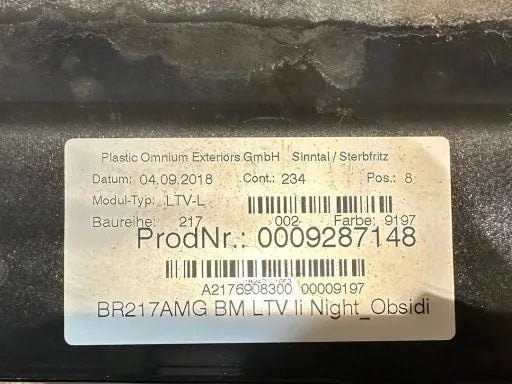 Plastic Omnium Exteriors GmbH Sinntal / Sterbfritz
Datum: 04.09.2018 Cont.: 234 Pos.: 8
Modul-Typ: LTV-L
Baureihe: 217 002 Farbe: 9197
ProdNr.: 0009287148
A2176908300 00009197
BR217AMG BM LTV li Night_Obsidi